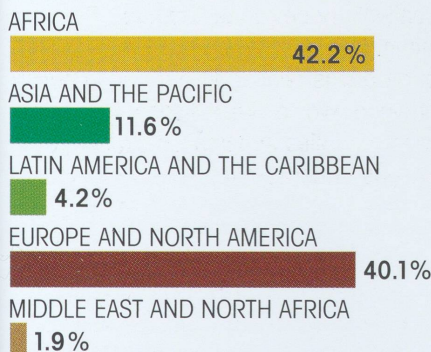 AFRICA
42.2%
ASIA AND THE PACIFIC
11.6%
LATIN AMERICA AND THE CARIBBEAN
4.2%
EUROPE AND NORTH AMERICA
40.1%
MIDDLE EAST AND NORTH AFRICA
1.9%